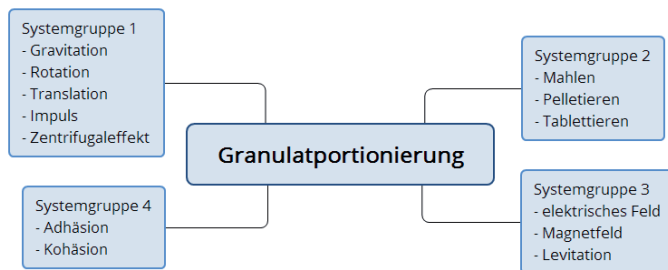 Systemgruppe 1
- Gravitation
- Rotation
- Translation
- Impuls
- Zentrifugaleffekt
Systemgruppe 2
- Mahlen
- Pelletieren
- Tablettieren
Granulatportionierung
Systemgruppe 4
- Adhäsion
- Kohäsion
Systemgruppe 3
- elektrisches Feld
- Magnetfeld
- Levitation